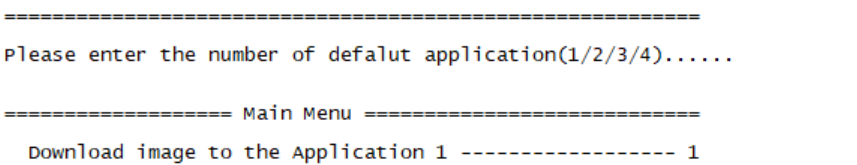 ==========================================================
Please enter the number of defalut application(1/2/3/4)......
=================== Main Menu ============================
Download image to the Application 1 ------------------ 1